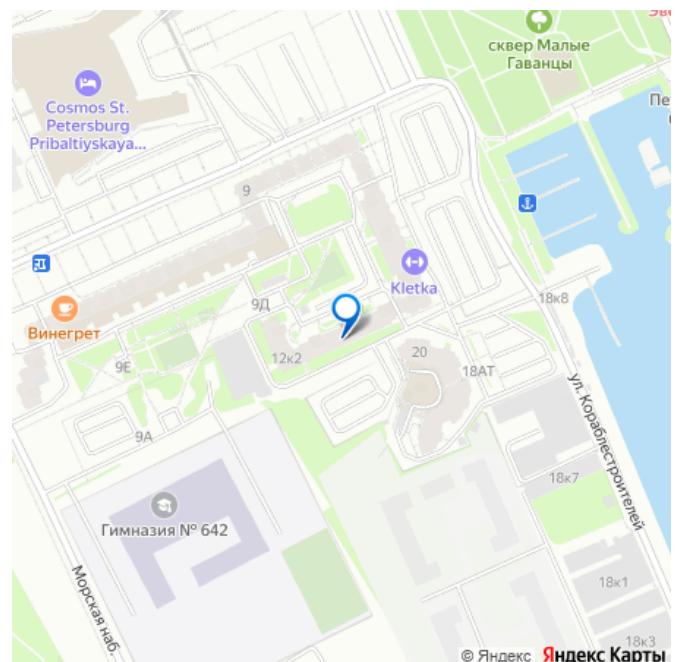 сквер Малые
Гаванцы
Cosmos St.
Petersburg
Pribaltiyskaya...
9
Kletka
18к8
9Д
Винегрет
12к2
20
18АТ
9Е
9А
ул. Кораблестроителей
18к7
Гимназия № 642
Морская наб.
18к1
18к3
© Яндекс Яндекс Карты